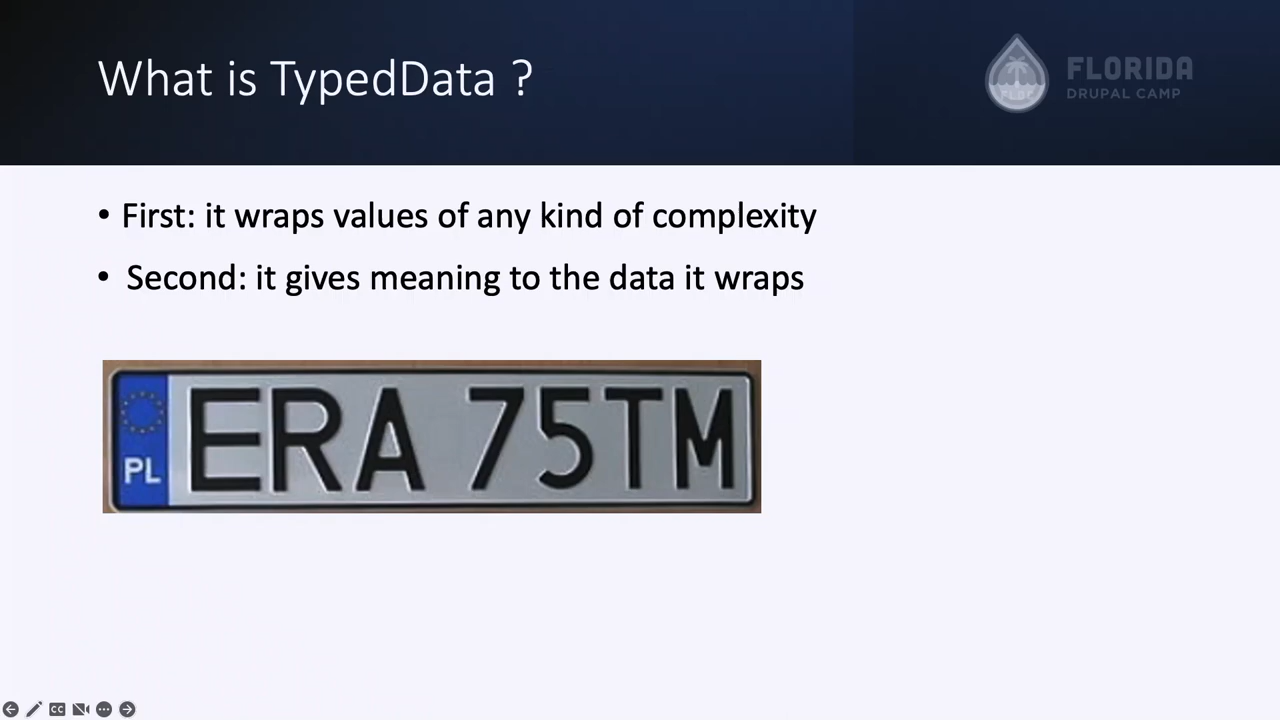 What is TypedData ?
FLORIDA
DRUPAL CAMP
• First: it wraps values of any kind of complexity
• Second: it gives meaning to the data it wraps
PL
ERA 75TM
CC